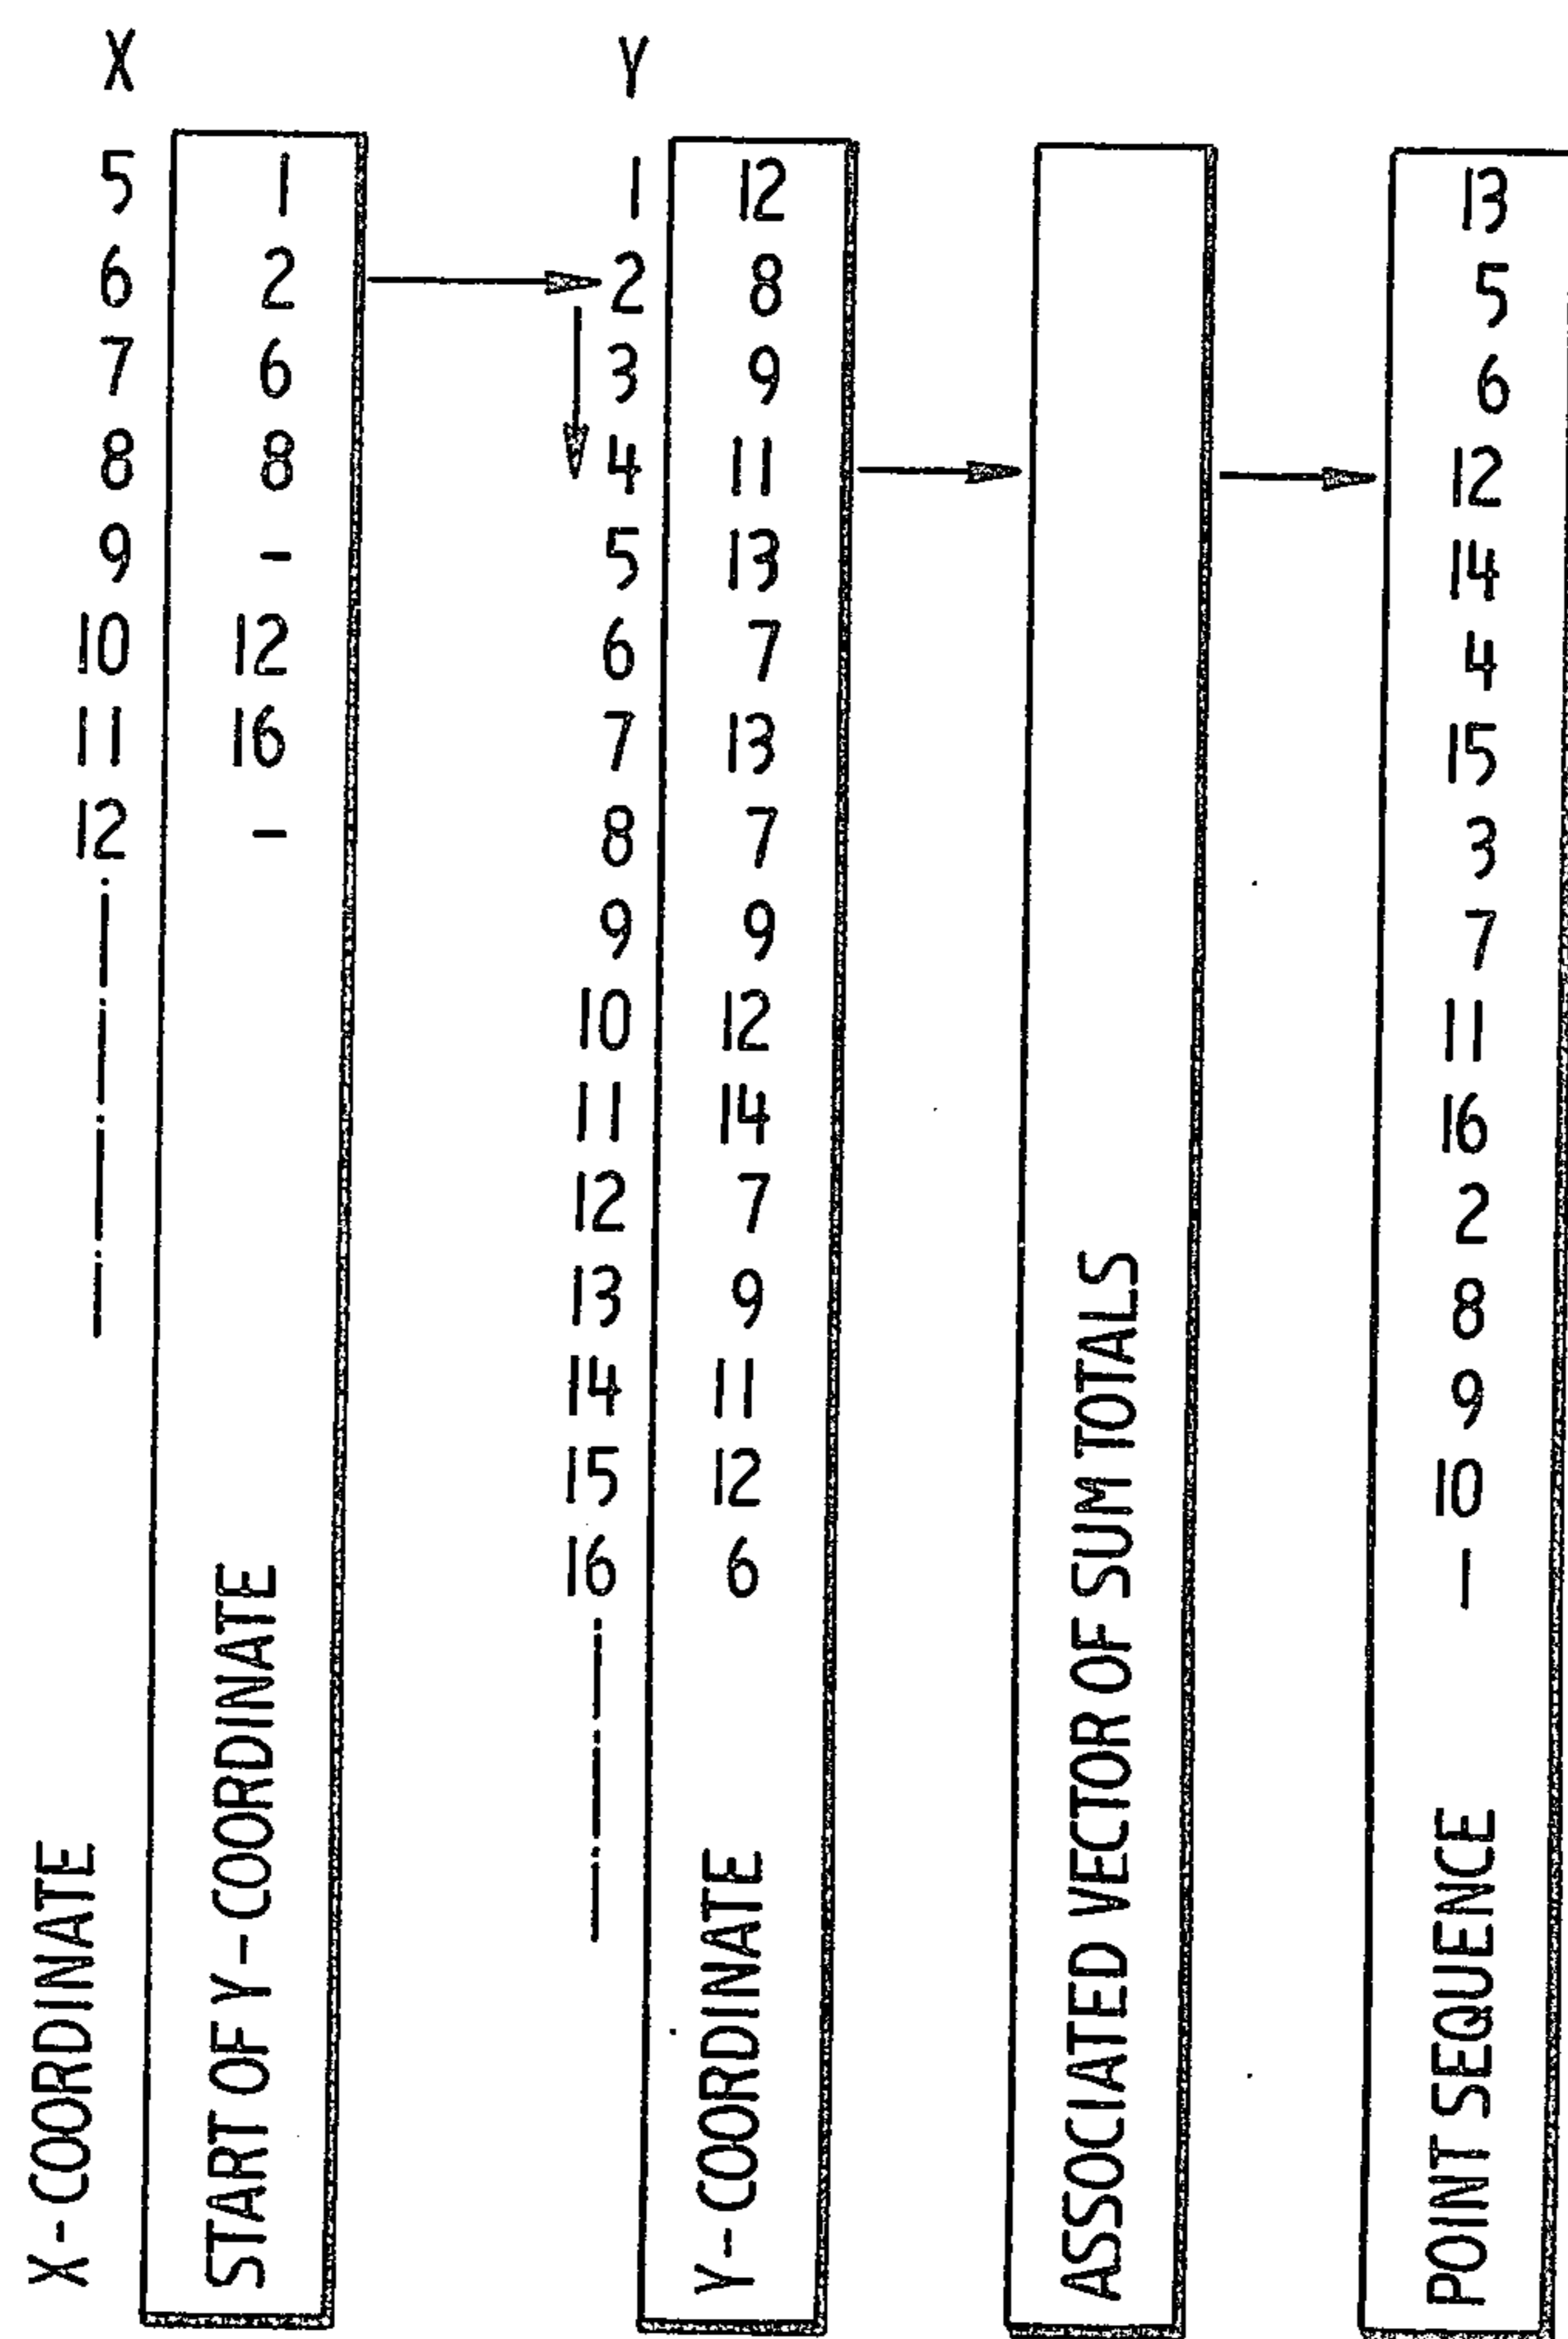 X Y
5 1 1 12 13
6 2 2 8 5
7 6 3 9 6
8 8 4 11 12
9 - 5 13 14
10 12 6 7 4
11 16 7 13 15
12 - 8 7 3
9 9 7
10 12 11
11 14 16
12 7 2
13 9 8
14 11 9
15 12 10
16 6 1
X-COORDINATE
START OF Y-COORDINATE
Y-COORDINATE
ASSOCIATED VECTOR OF SUM TOTALS
POINT SEQUENCE